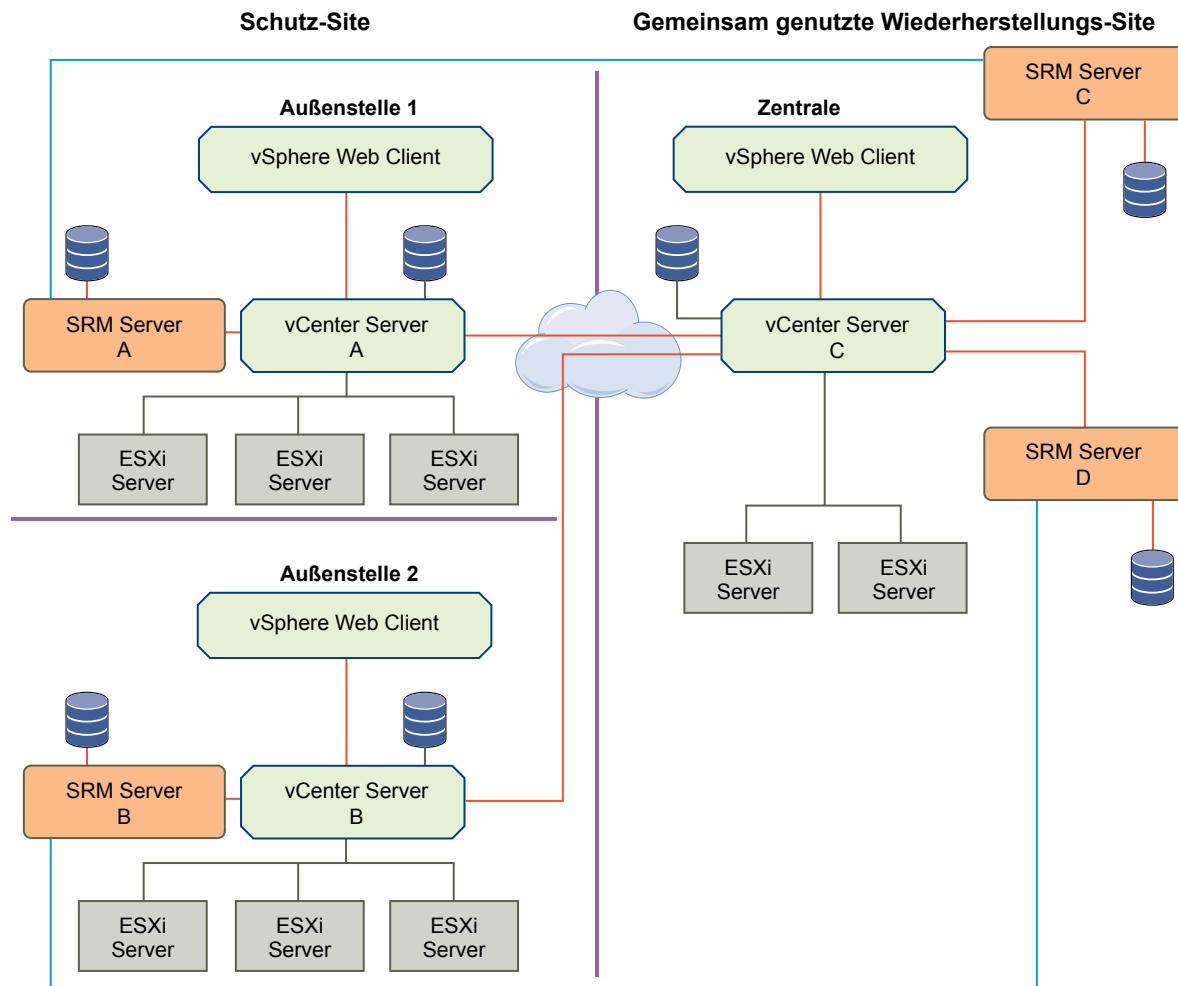 Schutz-Site
Gemeinsam genutzte Wiederherstellungs-Site
SRM Server
C
Außenstelle 1
vSphere Web Client
Zentrale
vSphere Web Client
SRM Server
A
vCenter Server
A
vCenter Server
C
ESXi
Server
ESXi
Server
ESXi
Server
SRM Server
D
ESXi
Server
ESXi
Server
Außenstelle 2
vSphere Web Client
SRM Server
B
vCenter Server
B
ESXi
Server
ESXi
Server
ESXi
Server